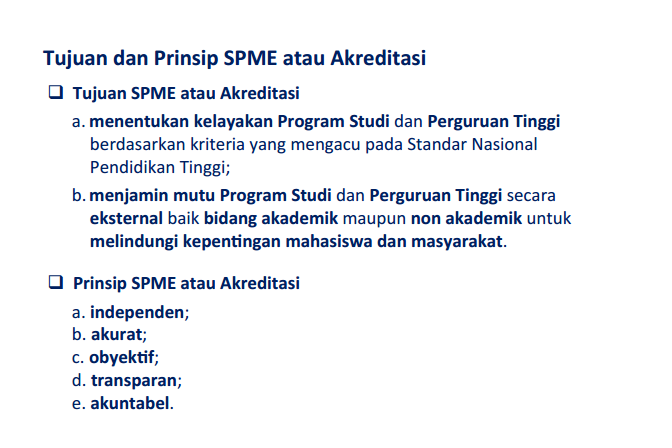 Tujuan dan Prinsip SPME atau Akreditasi
❑ Tujuan SPME atau Akreditasi
a. menentukan kelayakan Program Studi dan Perguruan Tinggi
berdasarkan kriteria yang mengacu pada Standar Nasional
Pendidikan Tinggi;
b. menjamin mutu Program Studi dan Perguruan Tinggi secara
eksternal baik bidang akademik maupun non akademik untuk
melindungi kepentingan mahasiswa dan masyarakat.
❑ Prinsip SPME atau Akreditasi
a. independen;
b. akurat;
c. obyektif;
d. transparan;
e. akuntabel.